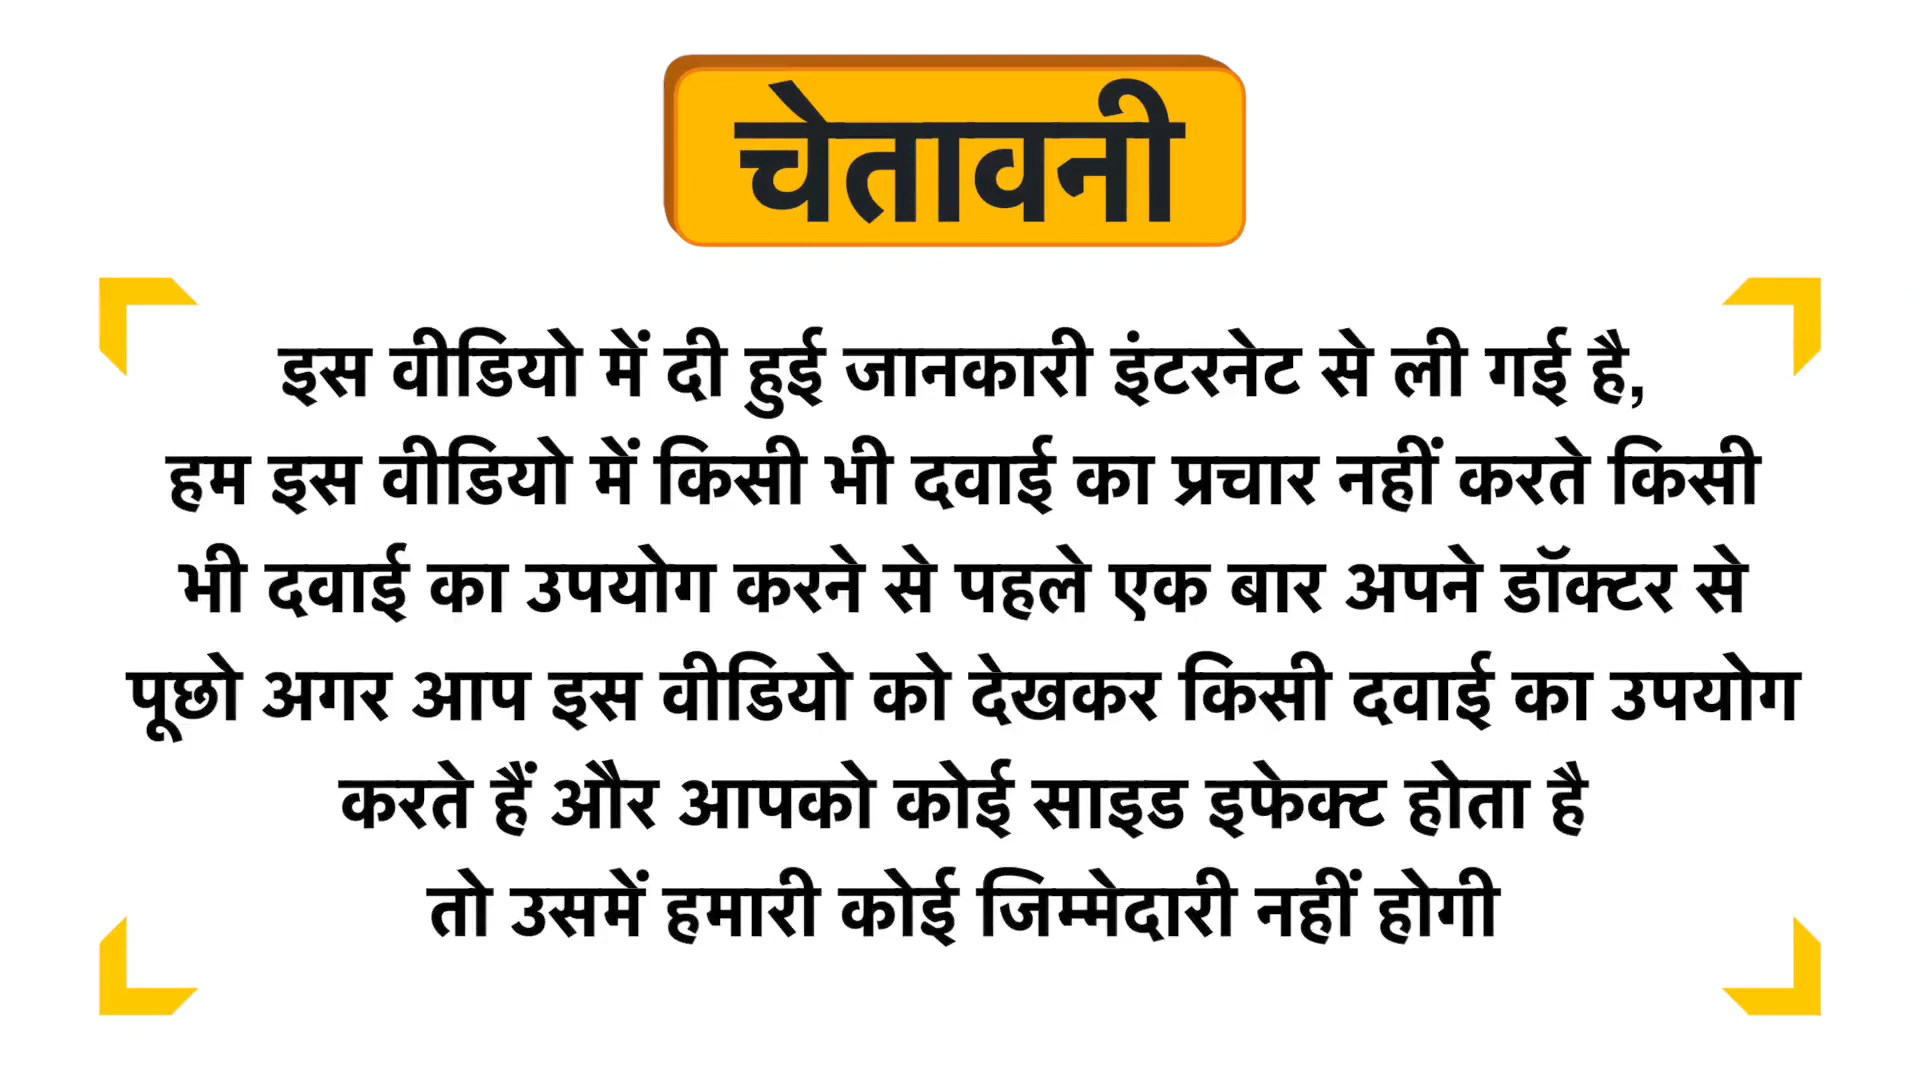 चेतावनी
इस वीडियो में दी हुई जानकारी इंटरनेट से ली गई है,
हम इस वीडियो में किसी भी दवाई का प्रचार नहीं करते किसी
भी दवाई का उपयोग करने से पहले एक बार अपने डॉक्टर से
पूछो अगर आप इस वीडियो को देखकर किसी दवाई का उपयोग
करते हैं और आपको कोई साइड इफेक्ट होता है
तो उसमें हमारी कोई जिम्मेदारी नहीं होगी